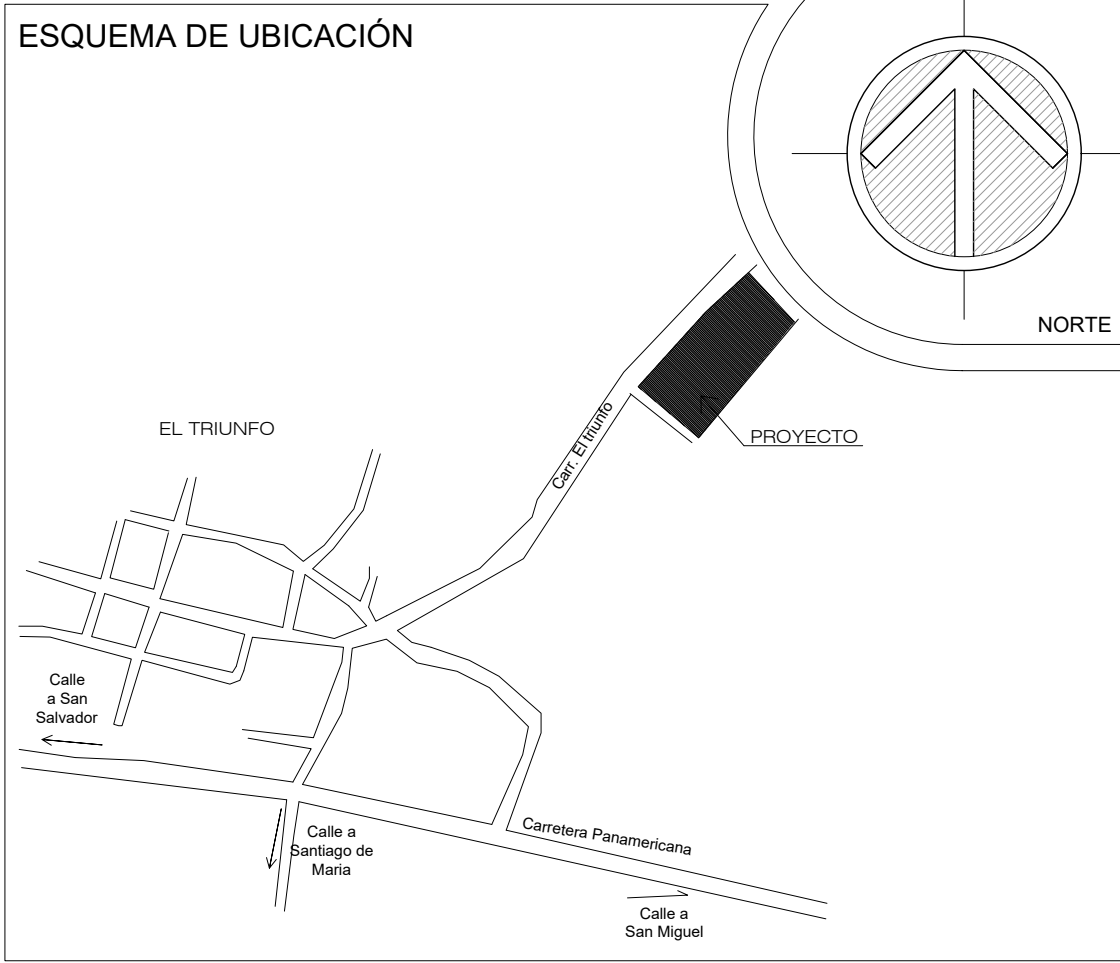 ESQUEMA DE UBICACIÓN
NORTE
Carr. El triunfo
EL TRIUNFO
PROYECTO
Calle
a San
Salvador
Calle a
Santiago de
Maria
Carretera Panamericana
Calle a
San Miguel